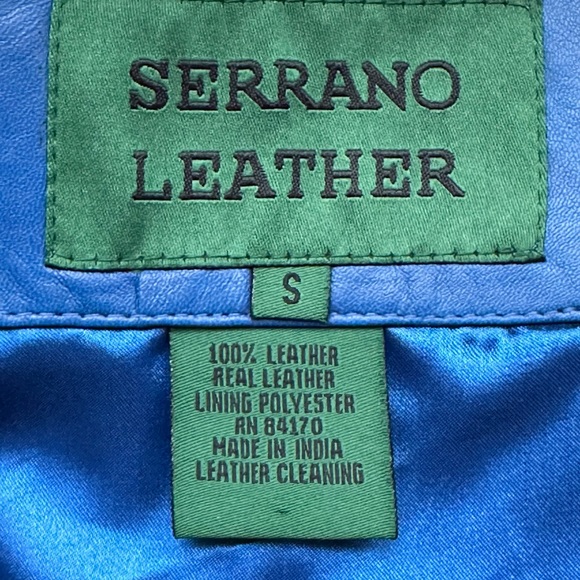 SERRANO
LEATHER
S
100% LEATHER
REAL LEATHER
LINING POLYESTER
RN 84170
MADE IN INDIA
LEATHER CLEANING